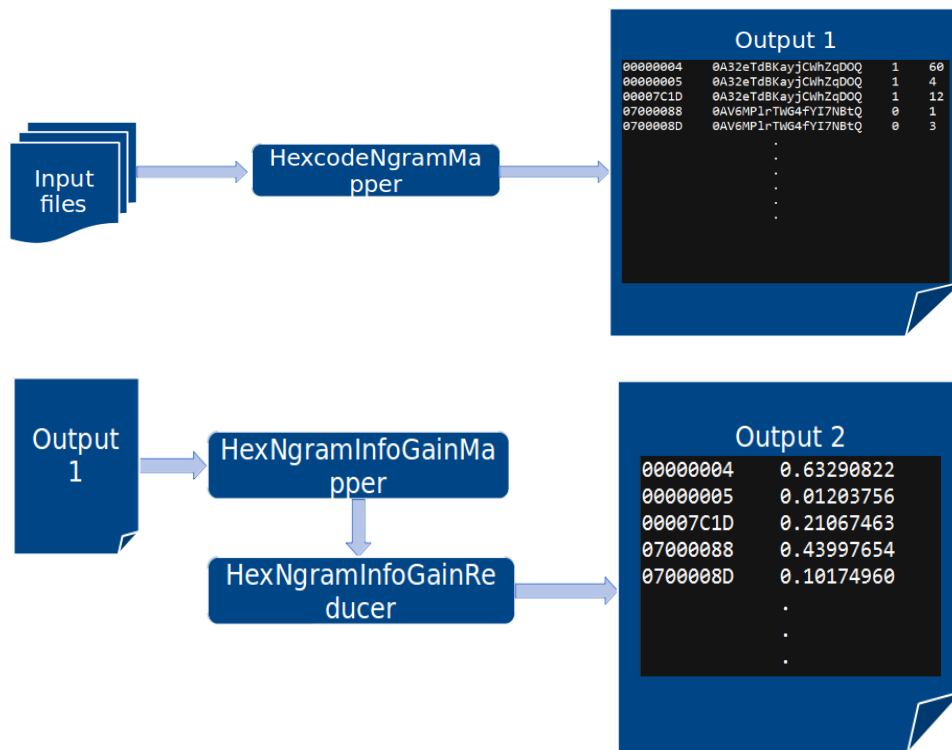 Output 1
00000004 0A32eTdBKayjCWhZqDOQ 1 60
00000005 0A32eTdBKayjCWhZqDOQ 1 4
00007C1D 0A32eTdBKayjCWhZqDOQ 1 12
07000088 0AV6MPlrTWG4fYI7NBtQ 0 1
0700008D 0AV6MPlrTWG4fYI7NBtQ 0 3
.
.
.
.
.
.
Input
files
HexcodeNgramMa
pper
Output
1
HexNgramInfoGainMa
pper
HexNgramInfoGainRe
ducer
Output 2
00000004 0.63290822
00000005 0.01203756
00007C1D 0.21067463
07000088 0.43997654
0700008D 0.10174960
.
.
.